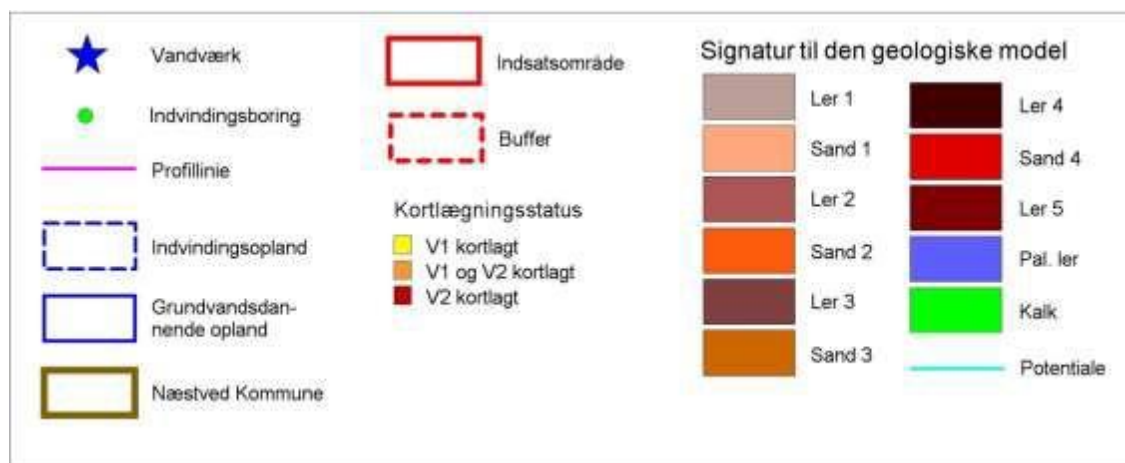 Vandværk
Indvindingsboring
Profillinie
Indvindingsopland
Grundvandsdan-
nende opland
Næstved Kommune
Indsatsområde
Buffer
Kortlægningsstatus
V1 kortlagt
V1 og V2 kortlagt
V2 kortlagt
Signatur til den geologiske model
Ler 1
Sand 1
Ler 2
Sand 2
Ler 3
Sand 3
Ler 4
Sand 4
Ler 5
Pal. ler
Kalk
Potentiale